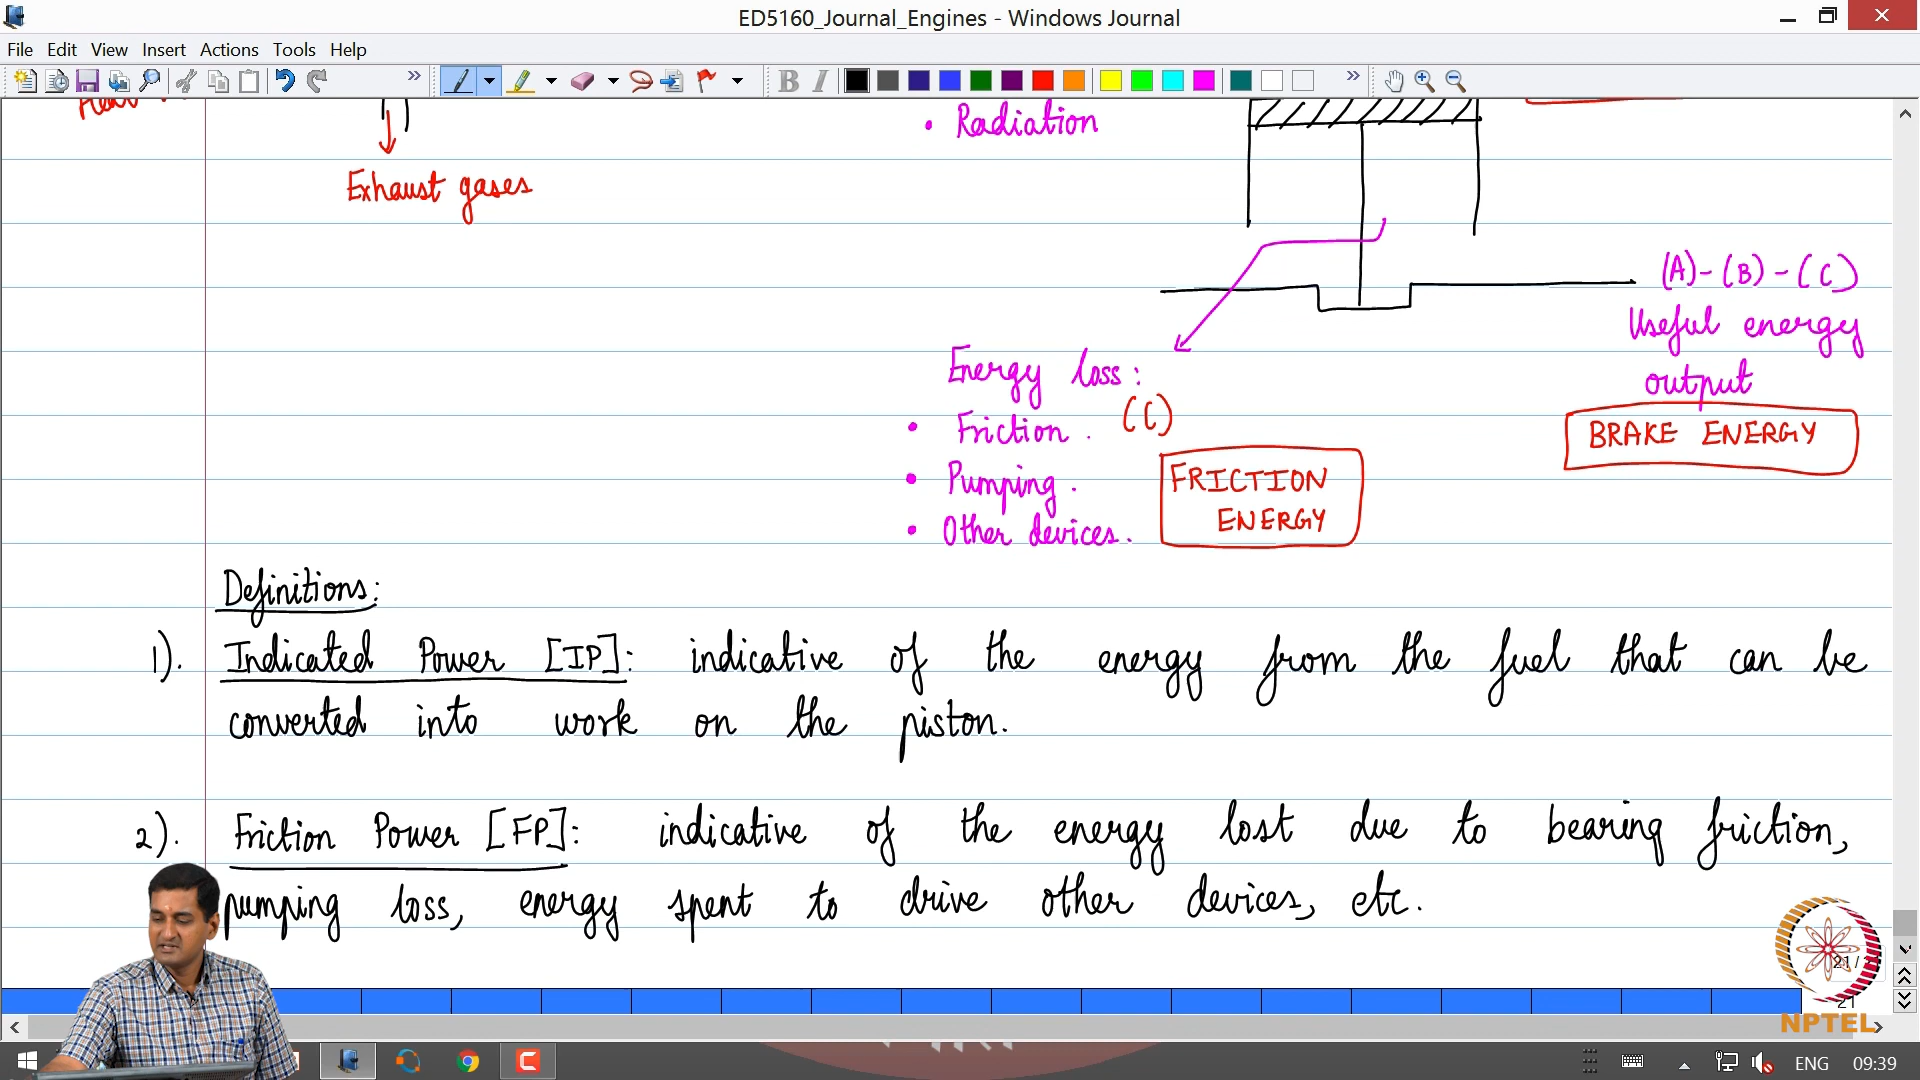 ED5160_Journal_Engines - Windows Journal
File Edit View Insert Actions Tools Help
B I
• Radiation
Exhaust gases
(A)-(B)-(C)
Useful energy
output
BRAKE ENERGY
Energy loss:
• Friction. (C)
• Pumping.
• Other devices.
FRICTION
ENERGY
Definitions:
1). Indicated Power [IP]: indicative of the energy from the fuel that can be
converted into work on the piston.
2). Friction Power [FP]: indicative of the energy lost due to bearing friction,
pumping loss, energy spent to drive other devices, etc.
21
NPTEL
ENG 09:39